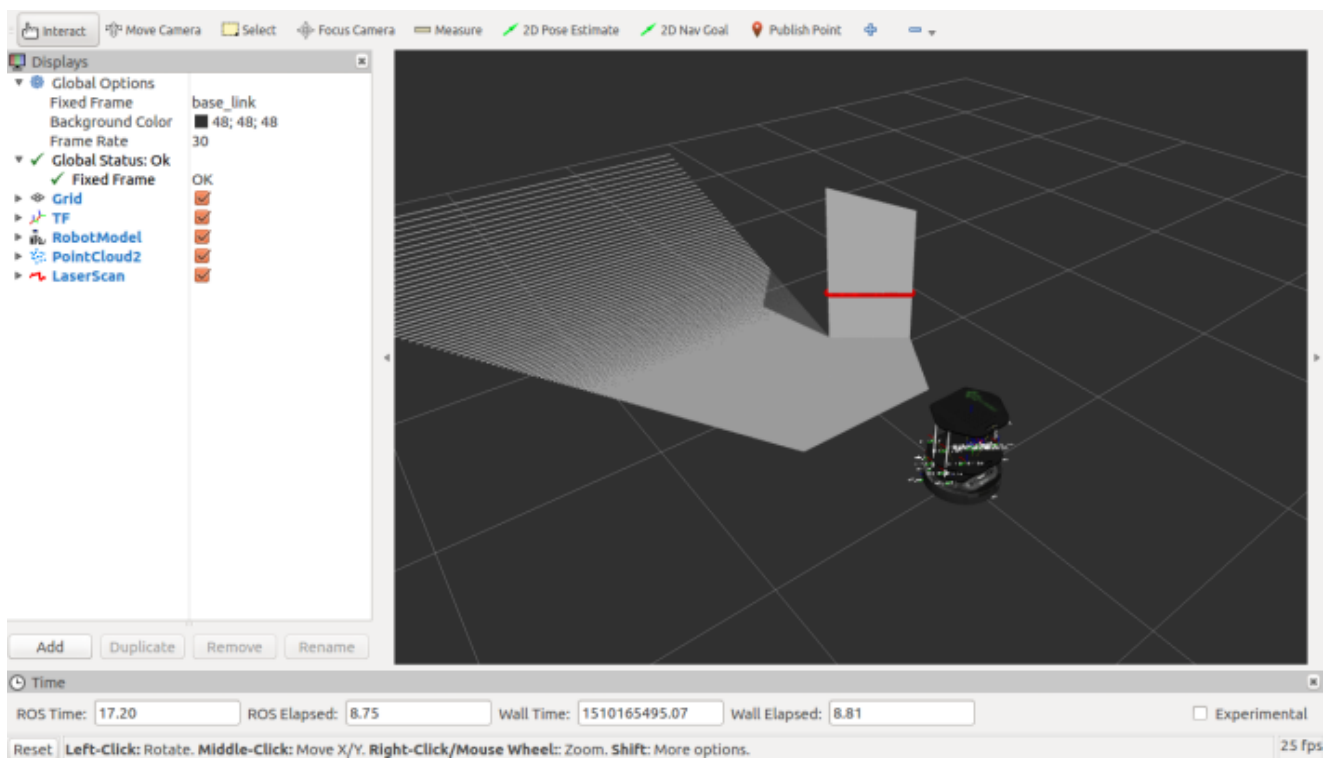 Interact Move Camera Select Focus Camera Measure 2D Pose Estimate 2D Nav Goal Publish Point
Displays
Global Options
Fixed Frame base_link
Background Color 48; 48; 48
Frame Rate 30
Global Status: Ok
Fixed Frame OK
Grid
TF
RobotModel
PointCloud2
LaserScan
Add Duplicate Remove Rename
Time
ROS Time: 17.20 ROS Elapsed: 8.75 Wall Time: 1510165495.07 Wall Elapsed: 8.81 Experimental
Reset Left-Click: Rotate. Middle-Click: Move X/Y. Right-Click/Mouse Wheel:: Zoom. Shift: More options. 25 fps